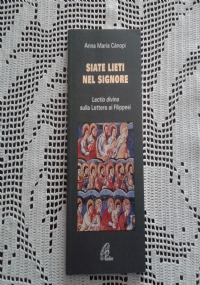 Anna Maria Cànopi
SIATE LIETI
NEL SIGNORE
Lectio divina
sulla Lettera ai Filippesi